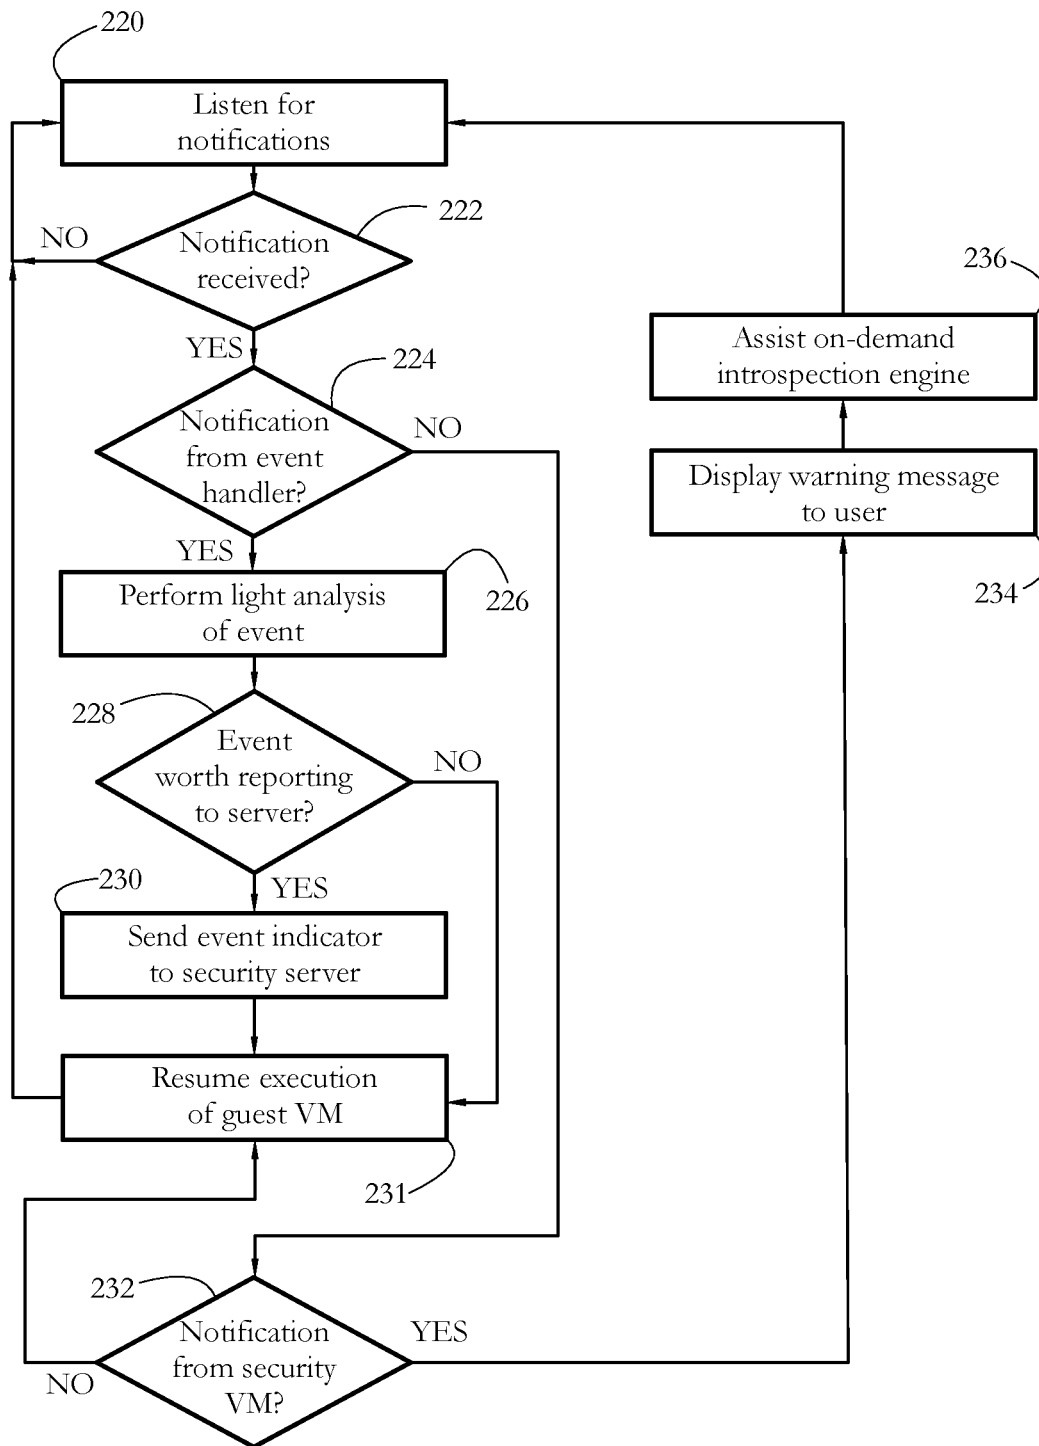 220
Listen for
notifications
222
NO
Notification
received?
YES
224
Notification
from event
handler?
NO
YES
Perform light analysis
of event
226
228
Event
worth reporting
to server?
NO
YES
230
Send event indicator
to security server
Resume execution
of guest VM
231
232
Notification
from security
VM?
NO
YES
236
Assist on-demand
introspection engine
Display warning message
to user
234